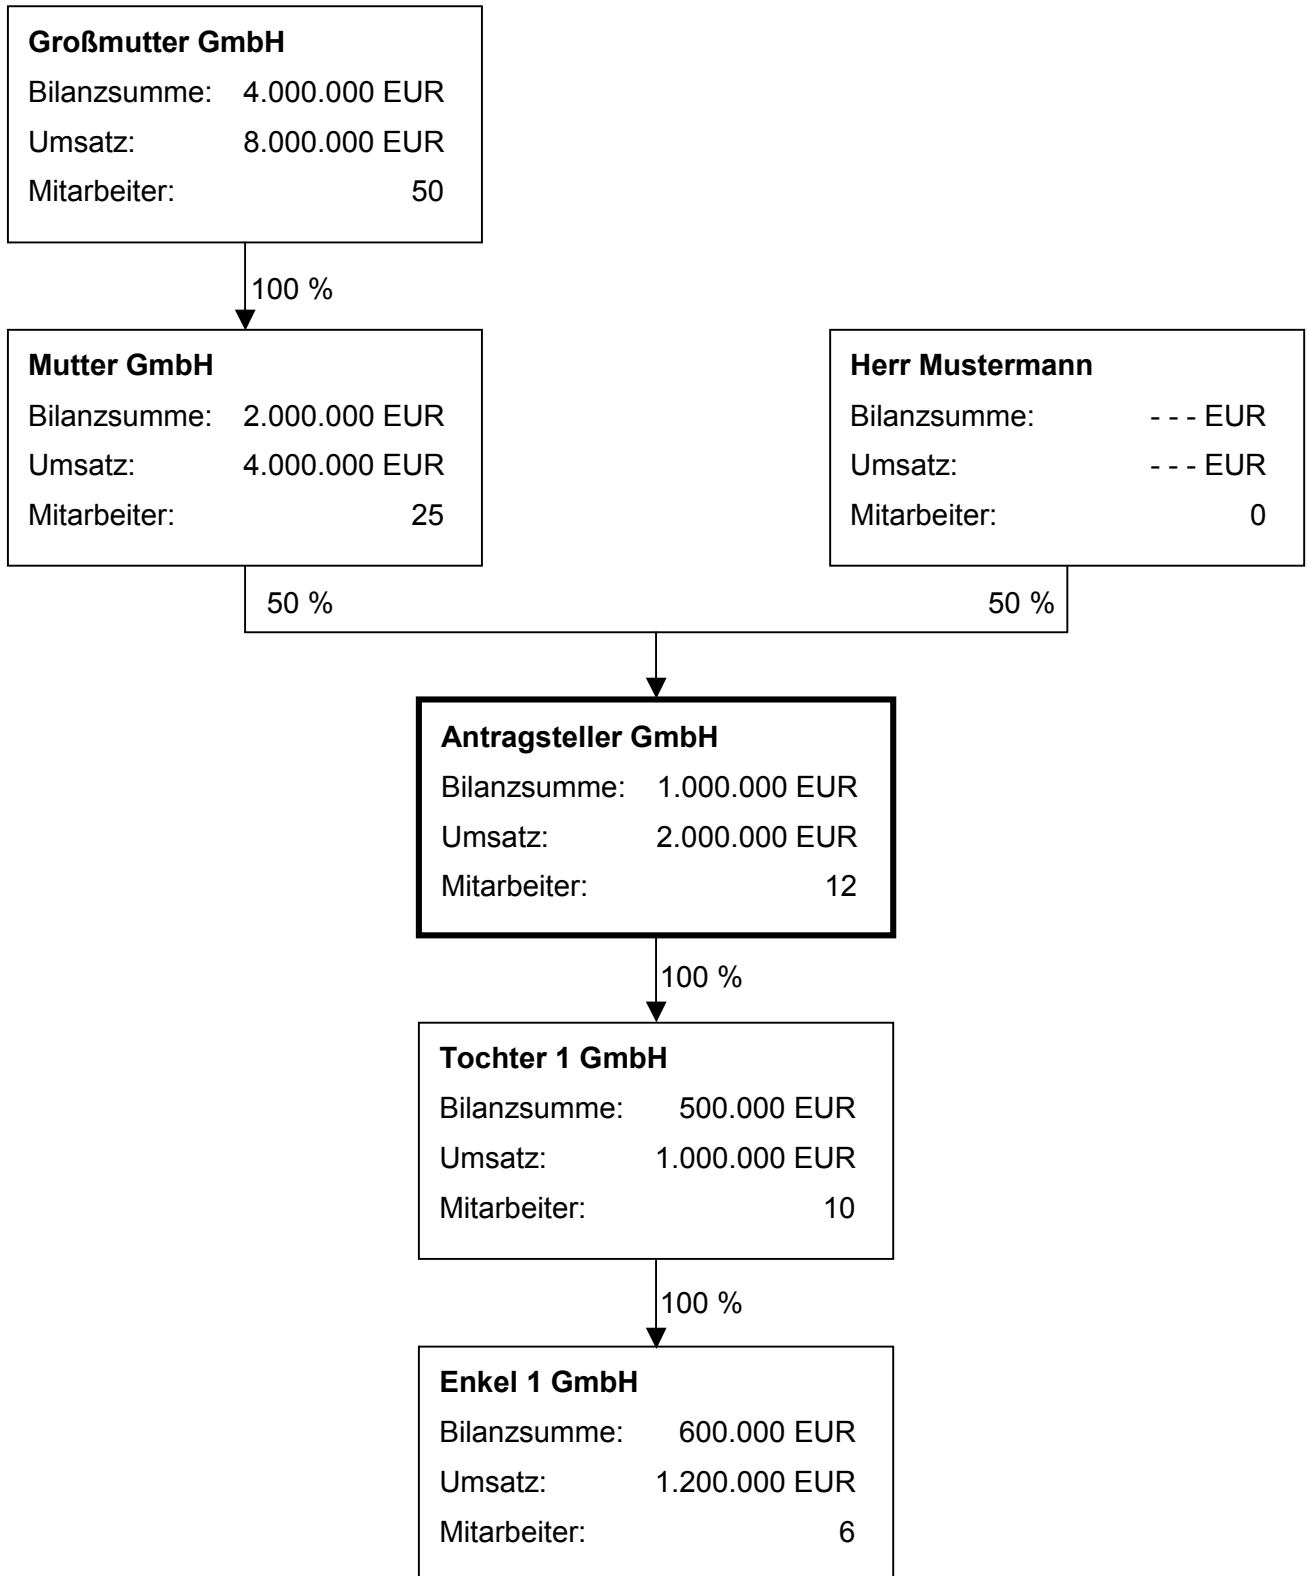 Großmutter GmbH
Bilanzsumme: 4.000.000 EUR
Umsatz: 8.000.000 EUR
Mitarbeiter: 50
100 %
Mutter GmbH
Bilanzsumme: 2.000.000 EUR
Umsatz: 4.000.000 EUR
Mitarbeiter: 25
Herr Mustermann
Bilanzsumme: - - - EUR
Umsatz: - - - EUR
Mitarbeiter: 0
50 %
50 %
Antragsteller GmbH
Bilanzsumme: 1.000.000 EUR
Umsatz: 2.000.000 EUR
Mitarbeiter: 12
100 %
Tochter 1 GmbH
Bilanzsumme: 500.000 EUR
Umsatz: 1.000.000 EUR
Mitarbeiter: 10
100 %
Enkel 1 GmbH
Bilanzsumme: 600.000 EUR
Umsatz: 1.200.000 EUR
Mitarbeiter: 6